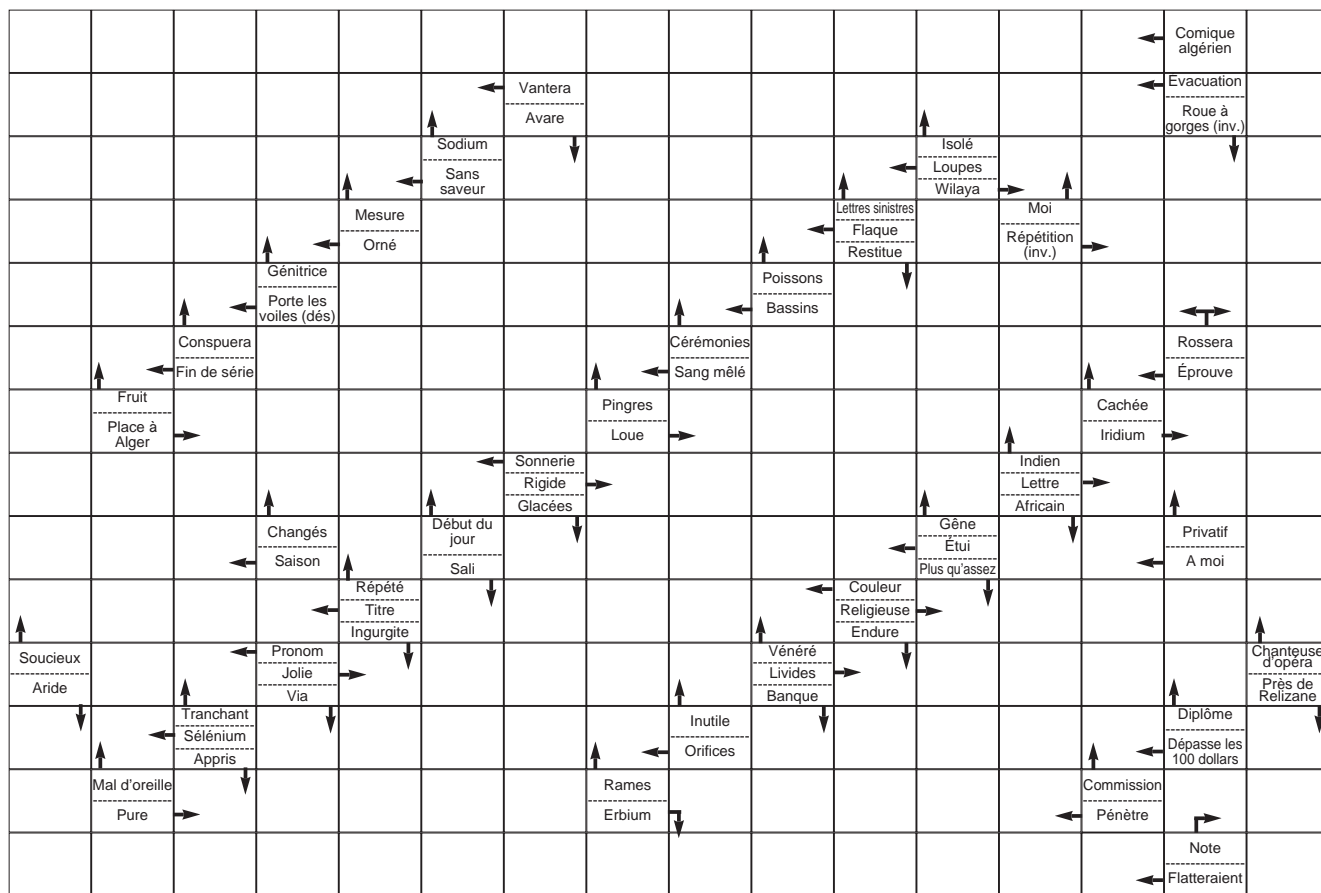 Comique
algérien
Vantera
Avare
Evacuation
Roue à
gorges (inv.)
Sodium
Sans
saveur
Isolé
Loupes
Wilaya
Mesure
Orné
Lettres sinistres
Flaque
Restitue
Moi
Répétition
(inv.)
Génitrice
Porte les
voiles (dés)
Poissons
Bassins
Conspuera
Fin de série
Cérémonies
Sang mêlé
Rossera
Éprouve
Fruit
Place à
Alger
Pingres
Loue
Cachée
Iridium
Sonnerie
Rigide
Glacées
Indien
Lettre
Africain
Changés
Saison
Début du
jour
Sali
Gêne
Étui
Plus qu’assez
Privatif
A moi
Répété
Titre
Ingurgite
Couleur
Religieuse
Endure
Soucieux
Aride
Pronom
Jolie
Via
Vénéré
Livides
Banque
Chanteuse
d’opéra
Près de
Relizane
Tranchant
Sélénium
Appris
Inutile
Orifices
Diplôme
Dépasse les
100 dollars
Mal d’oreille
Pure
Rames
Erbium
Commission
Pénètre
Note
Flatteraient